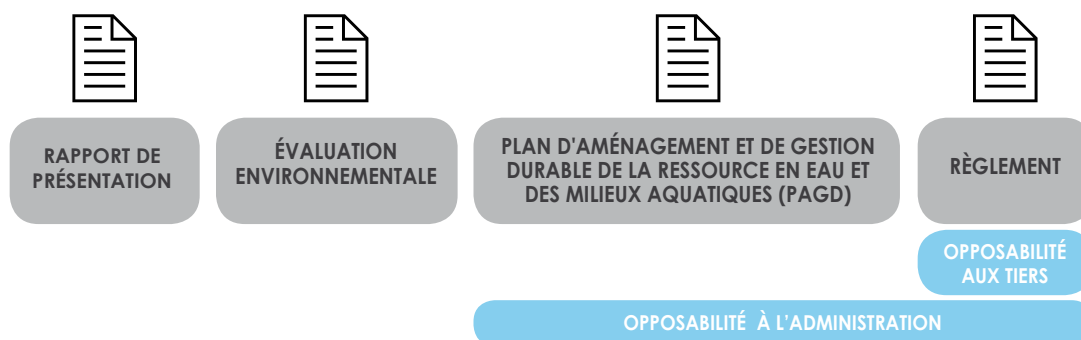 RAPPORT DE
PRÉSENTATION
ÉVALUATION
ENVIRONNEMENTALE
PLAN D'AMÉNAGEMENT ET DE GESTION
DURABLE DE LA RESSOURCE EN EAU ET
DES MILIEUX AQUATIQUES (PAGD)
RÈGLEMENT
OPPOSABILITÉ
AUX TIERS
OPPOSABILITÉ À L'ADMINISTRATION